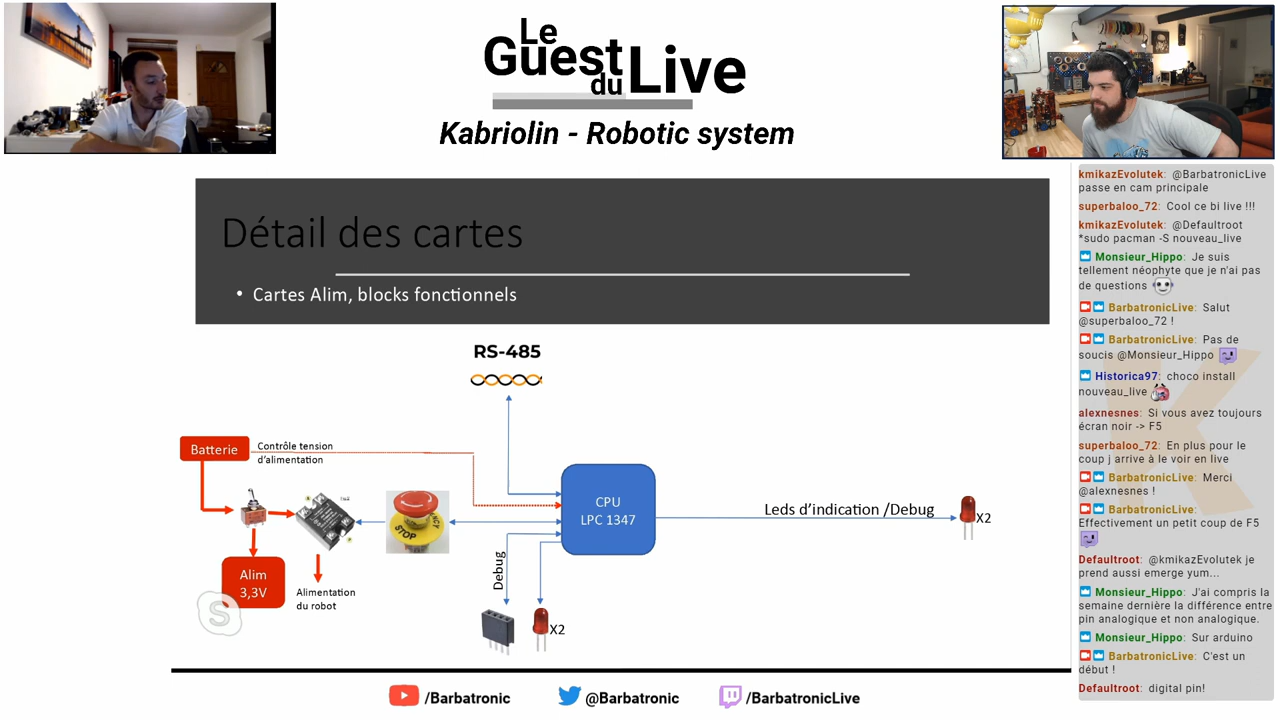 Le
Guest
du Live
Kabriolin - Robotic system
Détail des cartes
• Cartes Alim, blocks fonctionnels
RS-485
Batterie
Contrôle tension
d'alimentation
CPU
LPC 1347
STOP
Leds d'indication /Debug
X2
Alim
3,3V
Alimentation
du robot
Debug
X2
/Barbatronic
@Barbatronic
/BarbatronicLive
kmikazEvolutek: @BarbatronicLive
passe en cam principale
superbaloo_72: Cool ce bi live !!!
kmikazEvolutek: @Defaultroot
*sudo pacman -S nouveau_live
Monsieur_Hippo: Je suis
tellement néophyte que je n'ai pas
de questions
BarbatronicLive: Salut
@superbaloo_72 !
BarbatronicLive: Pas de
soucis @Monsieur_Hippo
Historica97: choco install
nouveau_live
alexnesnes: Si vous avez toujours
écran noir -> F5
superbaloo_72: En plus pour le
coup j arrive à le voir en live
BarbatronicLive: Merci
@alexnesnes !
BarbatronicLive:
Effectivement un petit coup de F5
Defaultroot: @kmikazEvolutek je
prend aussi emerge yum...
Monsieur_Hippo: J'ai compris la
semaine dernière la différence entre
pin analogique et non analogique.
Monsieur_Hippo: Sur arduino
BarbatronicLive: C'est un
début !
Defaultroot: digital pin!